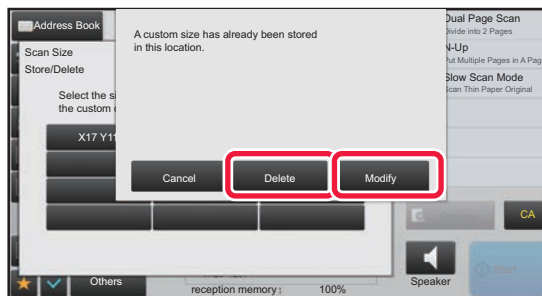 Address Book
A custom size has already been stored
in this location.
Dual Page Scan
Divide into 2 Pages
Scan Size
Store/Delete
N-Up
Put Multiple Pages in A Pag
Slow Scan Mode
Scan Thin Paper Original
Select the si
the custom
X17 Y11
Cancel
Delete
Modify
CA
Start
Others
reception memory:
100%
Speaker